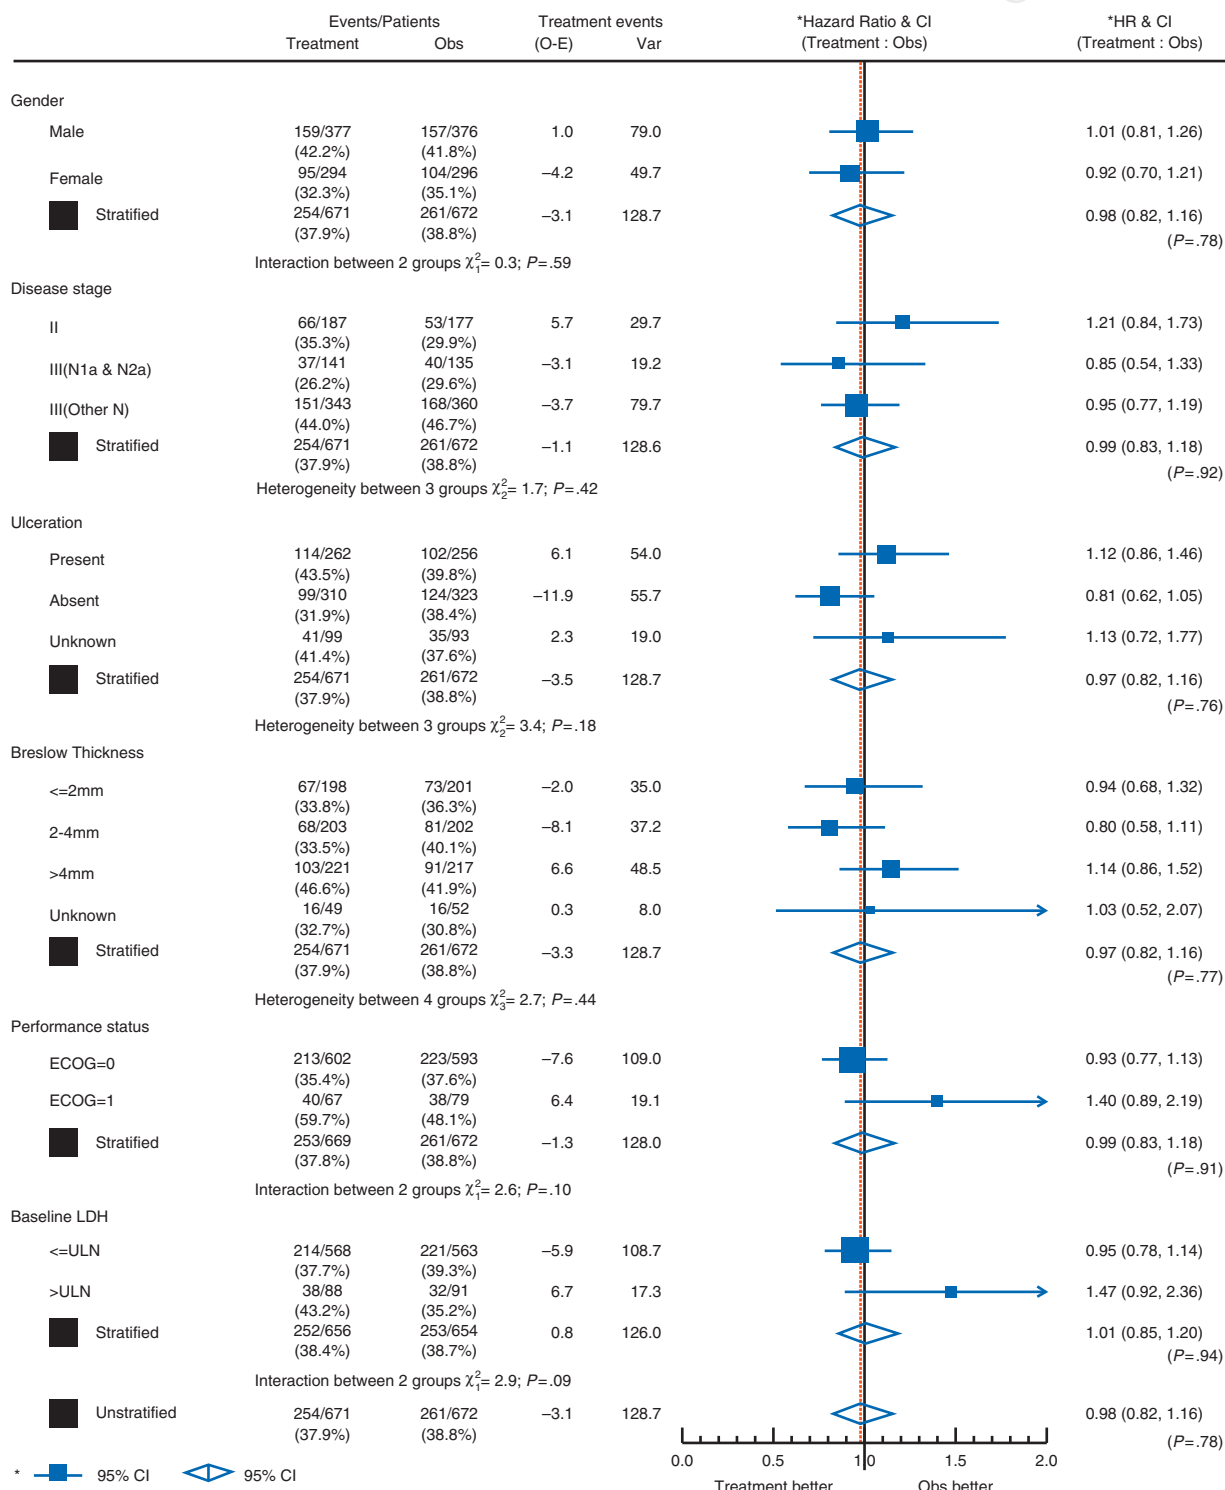 Events/Patients Treatment events *Hazard Ratio & CI *HR & CI
Treatment Obs (O-E) Var (Treatment : Obs) (Treatment : Obs)
Gender
Male 159/377 157/376 1.0 79.0 1.01 (0.81, 1.26)
(42.2%) (41.8%)
Female 95/294 104/296 −4.2 49.7 0.92 (0.70, 1.21)
(32.3%) (35.1%)
Stratified 254/671 261/672 −3.1 128.7 0.98 (0.82, 1.16)
(37.9%) (38.8%) (P=.78)
Interaction between 2 groups χ²₁= 0.3; P=.59
Disease stage
II 66/187 53/177 5.7 29.7 1.21 (0.84, 1.73)
(35.3%) (29.9%)
III(N1a & N2a) 37/141 40/135 −3.1 19.2 0.85 (0.54, 1.33)
(26.2%) (29.6%)
III(Other N) 151/343 168/360 −3.7 79.7 0.95 (0.77, 1.19)
(44.0%) (46.7%)
Stratified 254/671 261/672 −1.1 128.6 0.99 (0.83, 1.18)
(37.9%) (38.8%) (P=.92)
Heterogeneity between 3 groups χ²₂= 1.7; P=.42
Ulceration
Present 114/262 102/256 6.1 54.0 1.12 (0.86, 1.46)
(43.5%) (39.8%)
Absent 99/310 124/323 −11.9 55.7 0.81 (0.62, 1.05)
(31.9%) (38.4%)
Unknown 41/99 35/93 2.3 19.0 1.13 (0.72, 1.77)
(41.4%) (37.6%)
Stratified 254/671 261/672 −3.5 128.7 0.97 (0.82, 1.16)
(37.9%) (38.8%) (P=.76)
Heterogeneity between 3 groups χ²₂= 3.4; P=.18
Breslow Thickness
<=2mm 67/198 73/201 −2.0 35.0 0.94 (0.68, 1.32)
(33.8%) (36.3%)
2-4mm 68/203 81/202 −8.1 37.2 0.80 (0.58, 1.11)
(33.5%) (40.1%)
>4mm 103/221 91/217 6.6 48.5 1.14 (0.86, 1.52)
(46.6%) (41.9%)
Unknown 16/49 16/52 0.3 8.0 1.03 (0.52, 2.07)
(32.7%) (30.8%)
Stratified 254/671 261/672 −3.3 128.7 0.97 (0.82, 1.16)
(37.9%) (38.8%) (P=.77)
Heterogeneity between 4 groups χ²₃= 2.7; P=.44
Performance status
ECOG=0 213/602 223/593 −7.6 109.0 0.93 (0.77, 1.13)
(35.4%) (37.6%)
ECOG=1 40/67 38/79 6.4 19.1 1.40 (0.89, 2.19)
(59.7%) (48.1%)
Stratified 253/669 261/672 −1.3 128.0 0.99 (0.83, 1.18)
(37.8%) (38.8%) (P=.91)
Interaction between 2 groups χ²₁= 2.6; P=.10
Baseline LDH
<=ULN 214/568 221/563 −5.9 108.7 0.95 (0.78, 1.14)
(37.7%) (39.3%)
>ULN 38/88 32/91 6.7 17.3 1.47 (0.92, 2.36)
(43.2%) (35.2%)
Stratified 252/656 253/654 0.8 126.0 1.01 (0.85, 1.20)
(38.4%) (38.7%) (P=.94)
Interaction between 2 groups χ²₁= 2.9; P=.09
Unstratified 254/671 261/672 −3.1 128.7 0.98 (0.82, 1.16)
(37.9%) (38.8%) (P=.78)
0.0 0.5 1.0 1.5 2.0
* 95% CI 95% CI
Treatment better Obs better